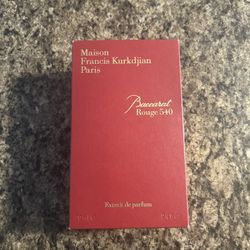 Maison
Francis Kurkdjian
Paris
Baccarat
Rouge 540
Extrait de parfum